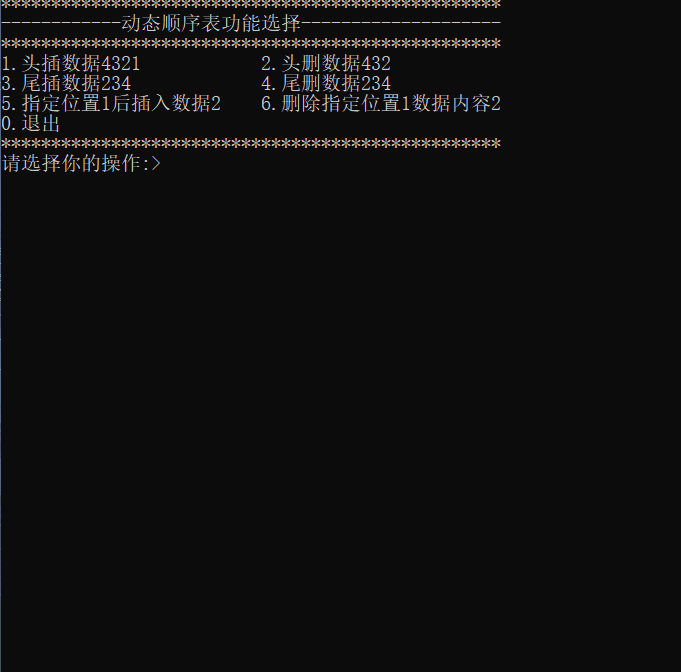 **************************************************
------------动态顺序表功能选择--------------------
**************************************************
1.头插数据4321            2.头删数据432
3.尾插数据234             4.尾删数据234
5.指定位置1后插入数据2    6.删除指定位置1数据内容2
0.退出
**************************************************
请选择你的操作:>